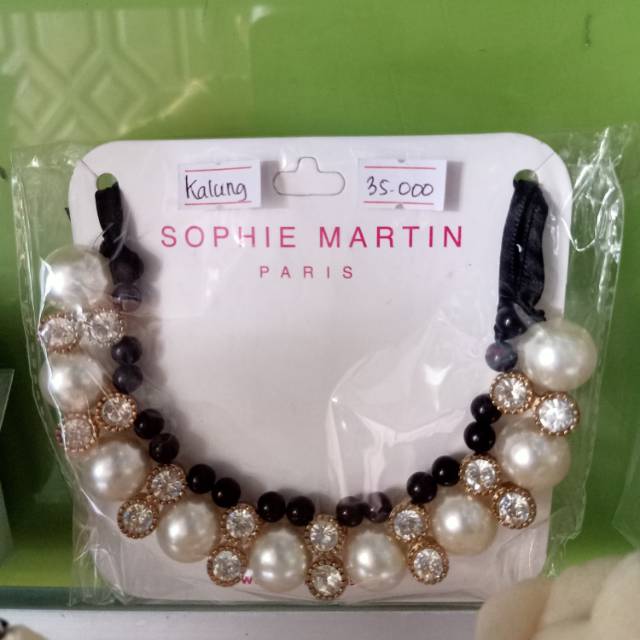 Kalung
35.000
SOPHIE MARTIN
PARIS